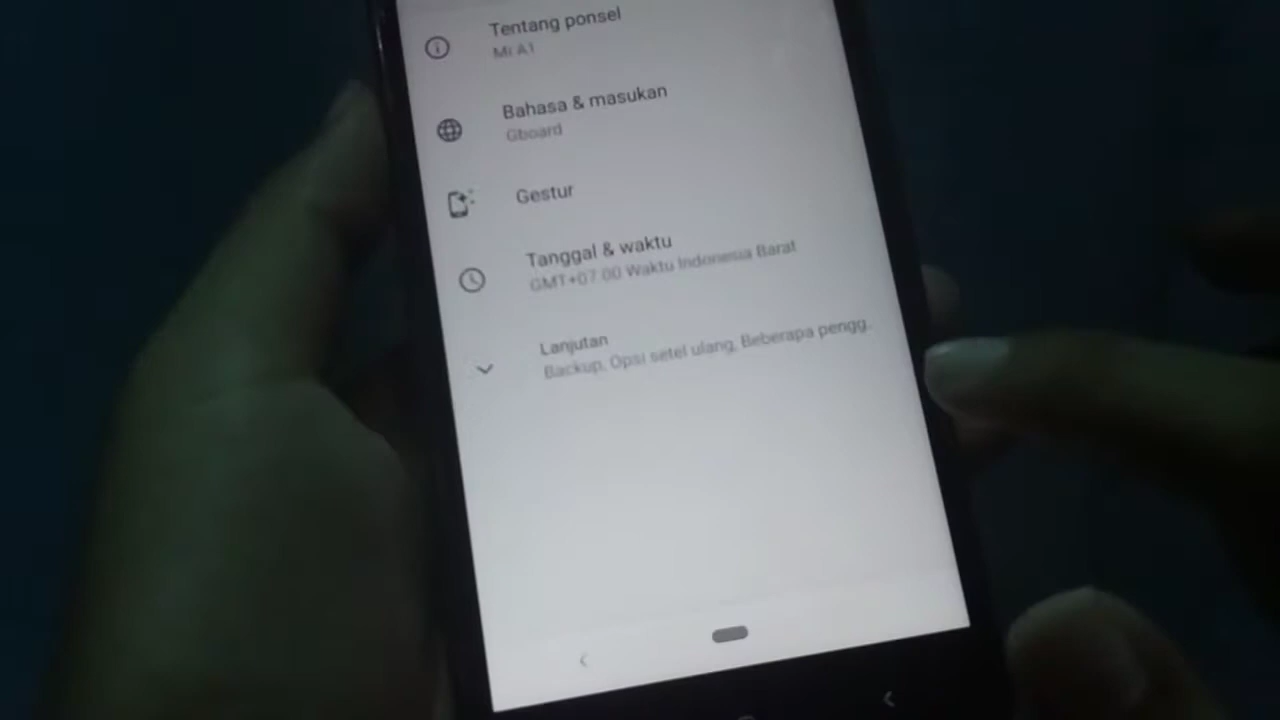 Tentang ponsel
Mi A1
Bahasa & masukan
Gboard
Gestur
Tanggal & waktu
GMT+07.00 Waktu Indonesia Barat
Lanjutan
Backup, Opsi setel ulang, Beberapa pengg..